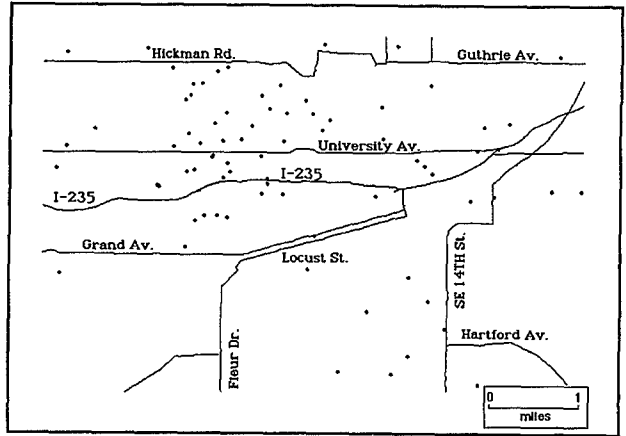 Hickman Rd.
Guthrie Av.
University Av.
I-235
I-235
Grand Av.
Locust St.
SE 14TH St.
Fleur Dr.
Hartford Av.
0 1
miles